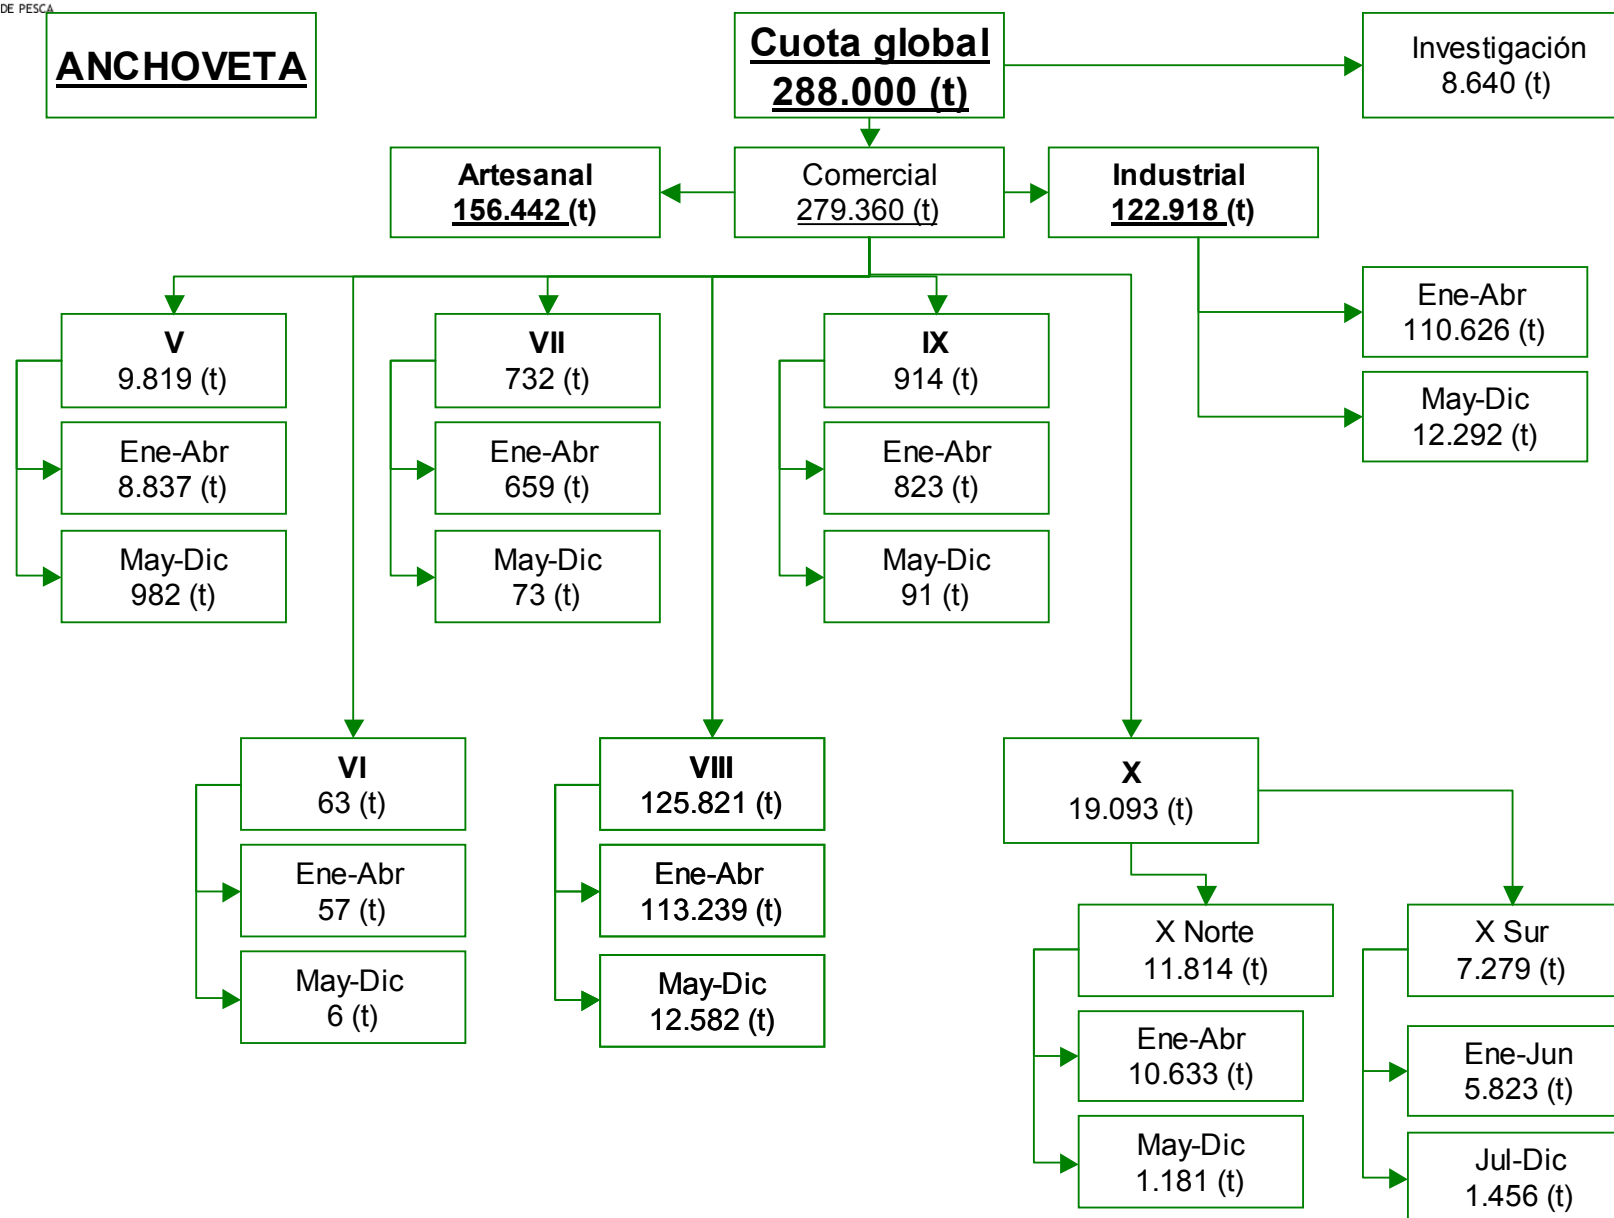 DE PESCA
ANCHOVETA
Cuota global
288.000 (t)
Investigación
8.640 (t)
Artesanal
156.442 (t)
Comercial
279.360 (t)
Industrial
122.918 (t)
Ene-Abr
110.626 (t)
May-Dic
12.292 (t)
V
9.819 (t)
Ene-Abr
8.837 (t)
May-Dic
982 (t)
VII
732 (t)
Ene-Abr
659 (t)
May-Dic
73 (t)
IX
914 (t)
Ene-Abr
823 (t)
May-Dic
91 (t)
VI
63 (t)
Ene-Abr
57 (t)
May-Dic
6 (t)
VIII
125.821 (t)
Ene-Abr
113.239 (t)
May-Dic
12.582 (t)
X
19.093 (t)
X Norte
11.814 (t)
Ene-Abr
10.633 (t)
May-Dic
1.181 (t)
X Sur
7.279 (t)
Ene-Jun
5.823 (t)
Jul-Dic
1.456 (t)